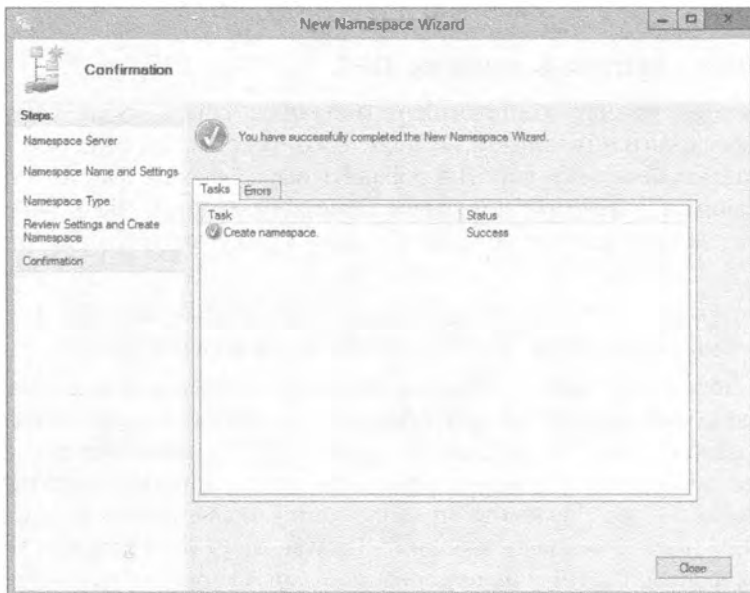 New Namespace Wizard
Confirmation
Steps:
Namespace Server
Namespace Name and Settings
Namespace Type
Review Settings and Create
Namespace
Confirmation
You have successfully completed the New Namespace Wizard.
Tasks
Errors
Task
Status
Create namespace.
Success
Close